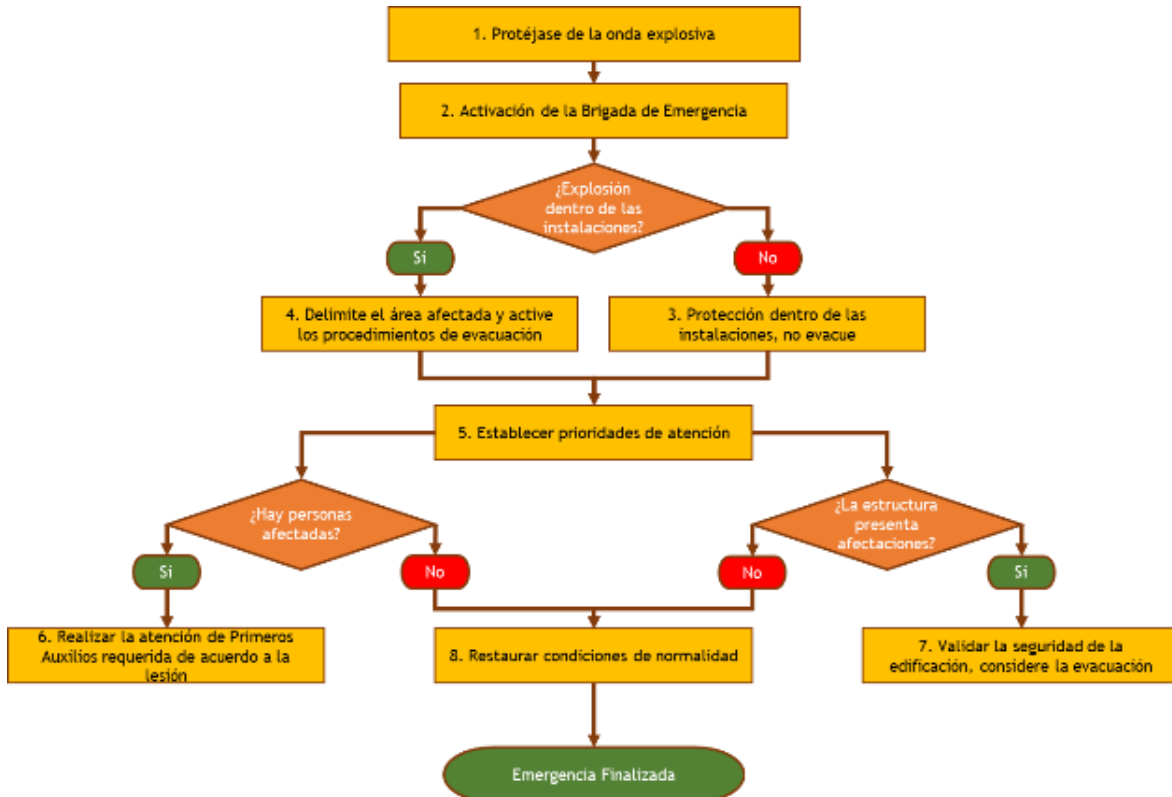 1. Protéjase de la onda explosiva
2. Activación de la Brigada de Emergencia
¿Explosión
dentro de las
instalaciones?
Si
No
4. Delimite el área afectada y active
los procedimientos de evacuación
3. Protección dentro de las
instalaciones, no evacue
5. Establecer prioridades de atención
¿Hay personas
afectadas?
¿La estructura
presenta
afectaciones?
Si
No
No
Si
6. Realizar la atención de Primeros
Auxilios requerida de acuerdo a la
lesión
8. Restaurar condiciones de normalidad
7. Validar la seguridad de la
edificación, considere la evacuación
Emergencia Finalizada